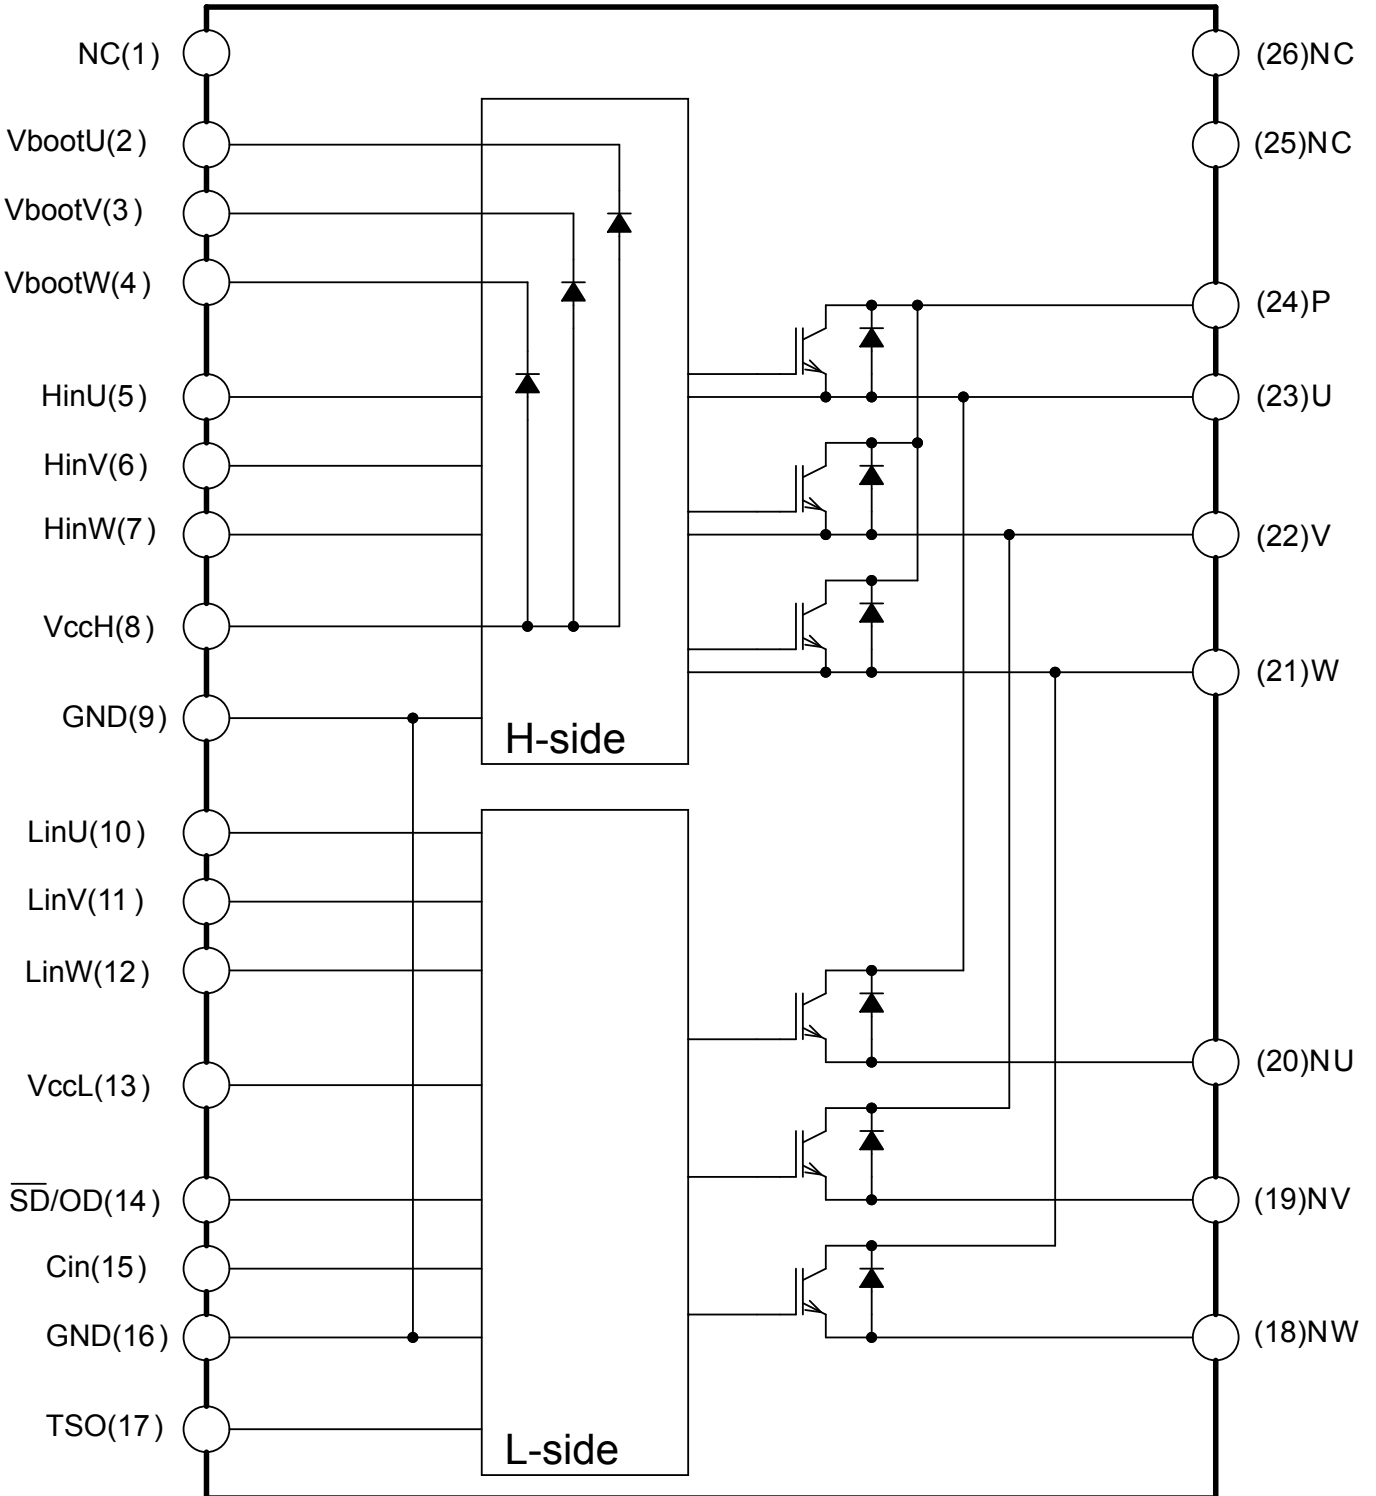 NC(1)
VbootU(2)
VbootV(3)
VbootW(4)
HinU(5)
HinV(6)
HinW(7)
VccH(8)
GND(9)
LinU(10)
LinV(11)
LinW(12)
VccL(13)
S̅D̅/OD(14)
Cin(15)
GND(16)
TSO(17)
H-side
L-side
(26)NC
(25)NC
(24)P
(23)U
(22)V
(21)W
(20)NU
(19)NV
(18)NW